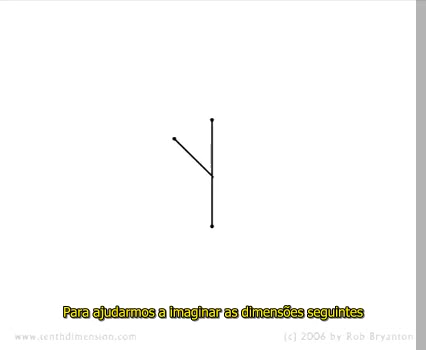 Para ajudarmos a imaginar as dimensões seguintes
www.tenthdimension.com
(c) 2006 by Rob Bryanton